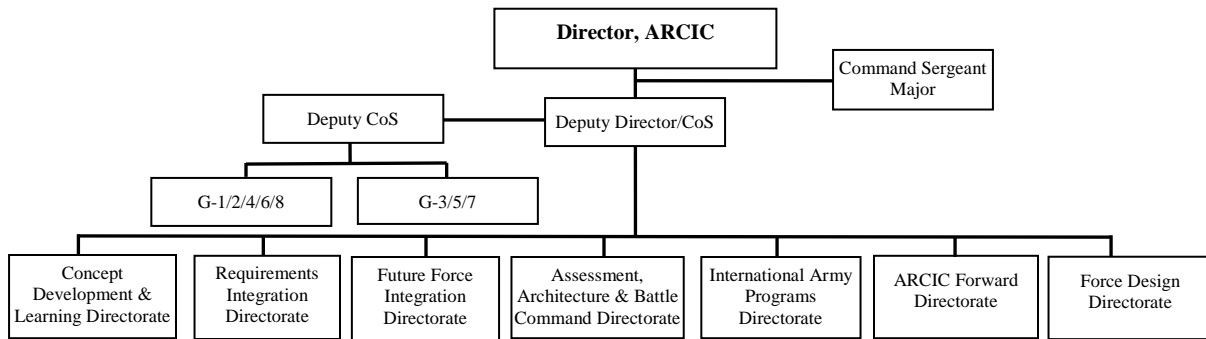 Director, ARCIC
Command Sergeant
Major
Deputy CoS
Deputy Director/CoS
G-1/2/4/6/8
G-3/5/7
Concept
Development &
Learning Directorate
Requirements
Integration
Directorate
Future Force
Integration
Directorate
Assessment,
Architecture & Battle
Command Directorate
International Army
Programs
Directorate
ARCIC Forward
Directorate
Force Design
Directorate